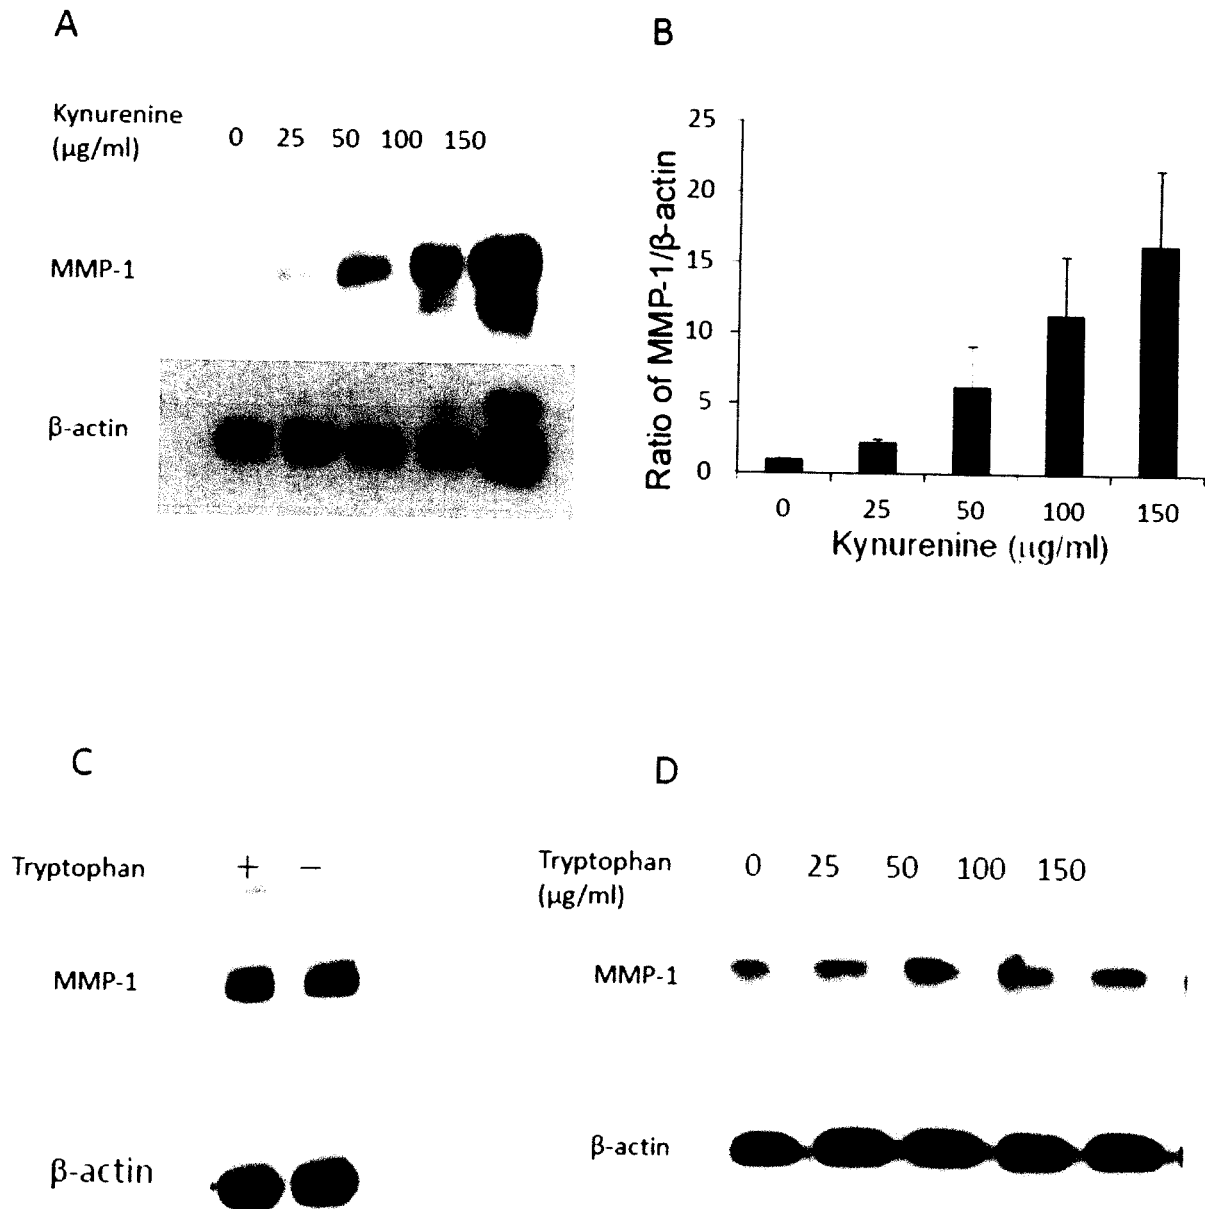 A
Kynurenine
(µg/ml)
0 25 50 100 150
MMP-1
β-actin
B
Ratio of MMP-1/β-actin
25
20
15
10
5
0
0 25 50 100 150
Kynurenine (µg/ml)
C
Tryptophan + −
MMP-1
β-actin
D
Tryptophan
(µg/ml)
0 25 50 100 150
MMP-1
β-actin